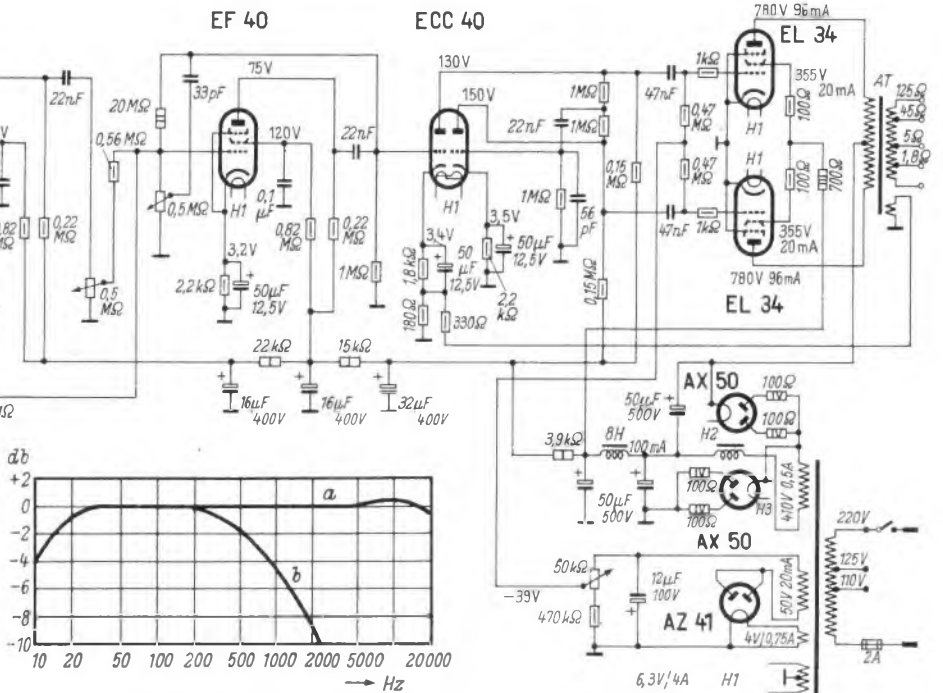 EF 40
ECC 40
780V 96mA
EL 34
75V
130V
1kΩ
22nF
33pF
20MΩ
150V
1MΩ
47nF
355V
20mA
AT
125Ω
45Ω
5Ω
1,8Ω
0,56MΩ
120V
22nF
22nF
1MΩ
0,47
MΩ
100Ω
H1
V
0,5MΩ
H1
0,1
μF
H1
0,15
MΩ
0,47
MΩ
H1
100Ω
700Ω
0,82
MΩ
0,22
MΩ
0,82
MΩ
0,22
MΩ
1MΩ
56
pF
47nF
1kΩ
355V
20mA
3,2V
3,4V
3,5V
0,5
MΩ
2,2kΩ
50μF
12,5V
1MΩ
1,8kΩ
50
μF
12,5V
50μF
12,5V
2,2
kΩ
0,15MΩ
780V 96mA
EL 34
180Ω
330Ω
22kΩ
15kΩ
16μF
400V
16μF
400V
32μF
400V
Ω
AX 50
100Ω
100Ω
50μF
500V
H2
3,9kΩ
8H
100mA
100Ω
100Ω
H3
410V 0,5A
50μF
500V
AX 50
220V
125V
110V
50kΩ
-39V
12μF
100V
50V 20mA
470kΩ
AZ 41
4V/0,75A
2A
6,3V/4A
H1
db
+2
0
-2
-4
-6
-8
-10
a
b
10 20 50 100 200 500 1000 2000 5000 20000
→ Hz